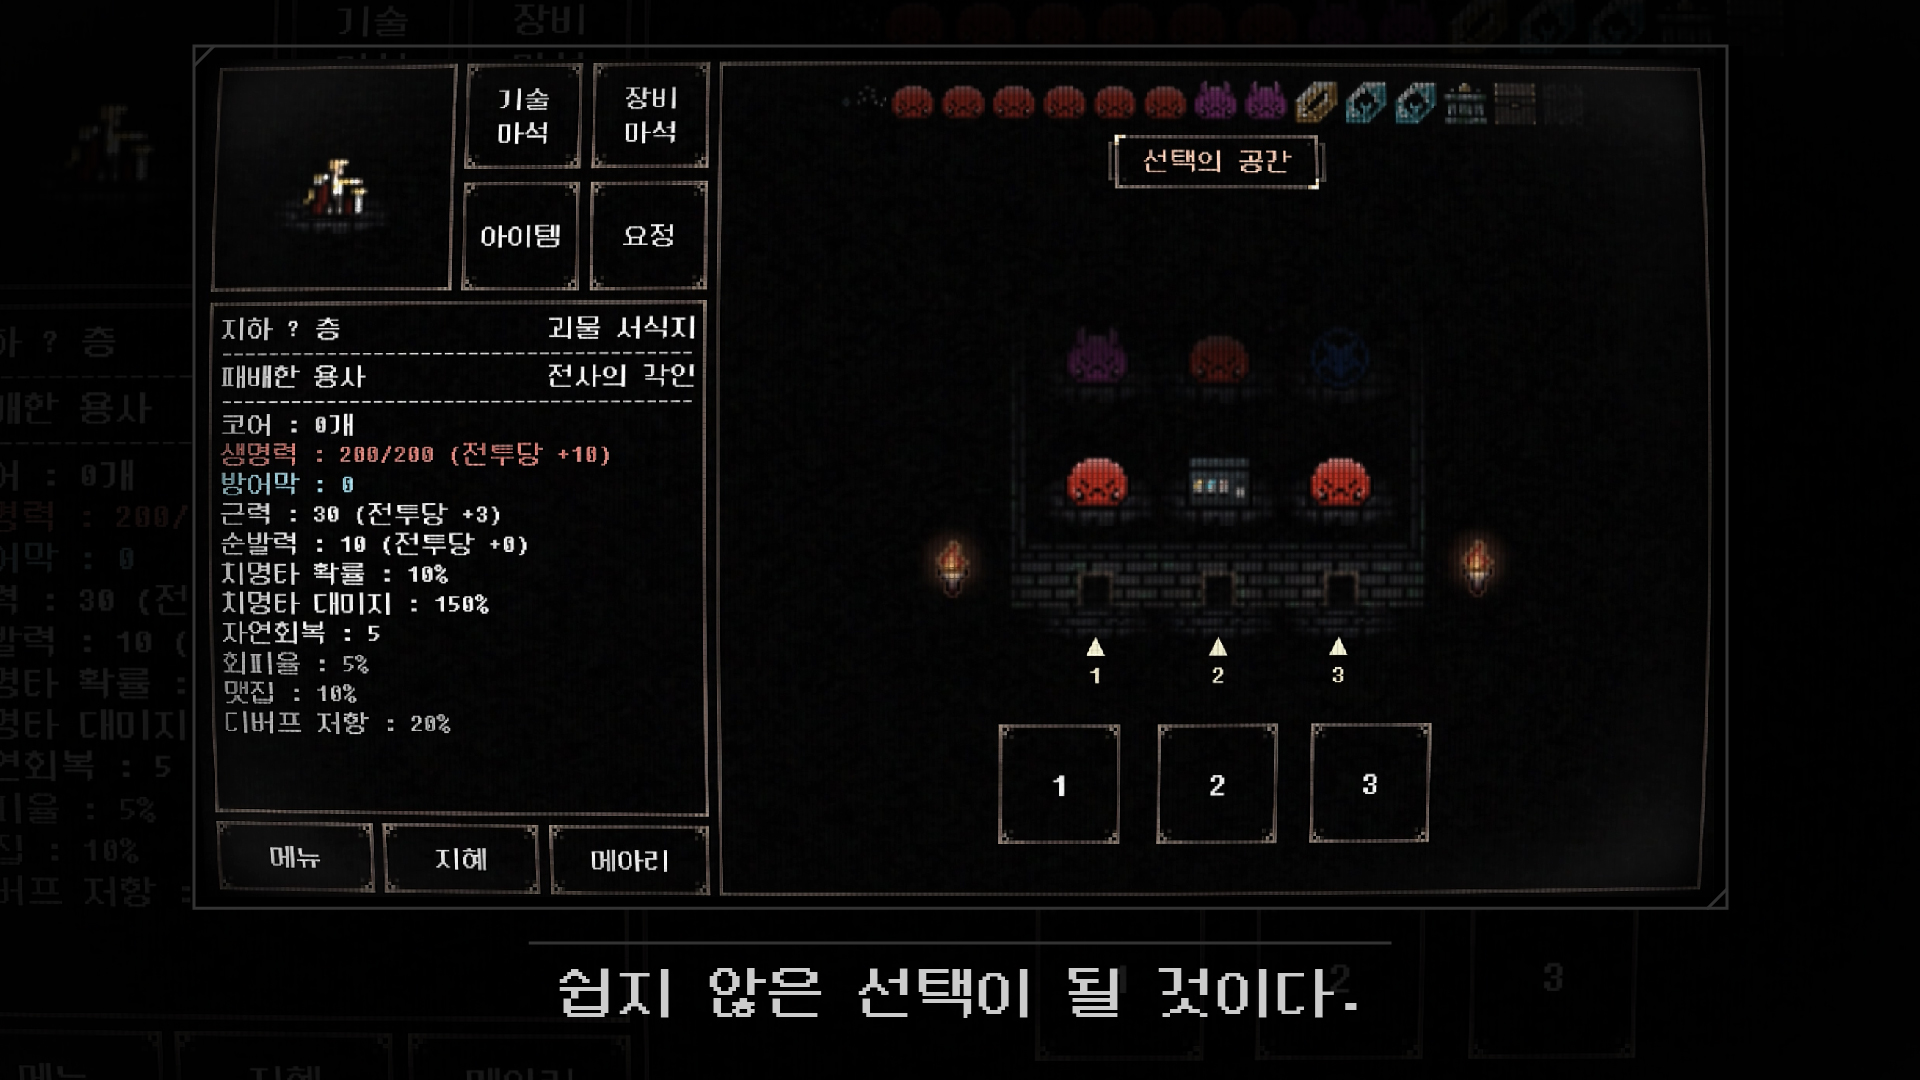 기술
마석
장비
마석
아이템
요정
지하 ? 층 괴물 서식지
패배한 용사 전사의 각인
코어 : 0개
생명력 : 200/200 (전투당 +10)
방어막 : 0
근력 : 30 (전투당 +3)
순발력 : 10 (전투당 +0)
치명타 확률 : 10%
치명타 대미지 : 150%
자연회복 : 5
회피율 : 5%
맷집 : 10%
디버프 저항 : 20%
메뉴
지혜
메아리
선택의 공간
1 2 3
1 2 3
쉽지 않은 선택이 될 것이다.